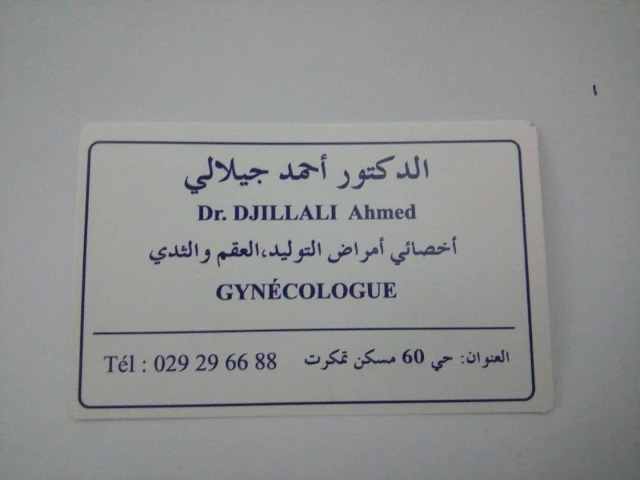 الدكتور أحمد جيلالي
Dr. DJILLALI Ahmed
أخصائي أمراض التوليد،العقم والثدي
GYNÉCOLOGUE
العنوان: حي 60 مسكن تمكرت
Tél : 029 29 66 88